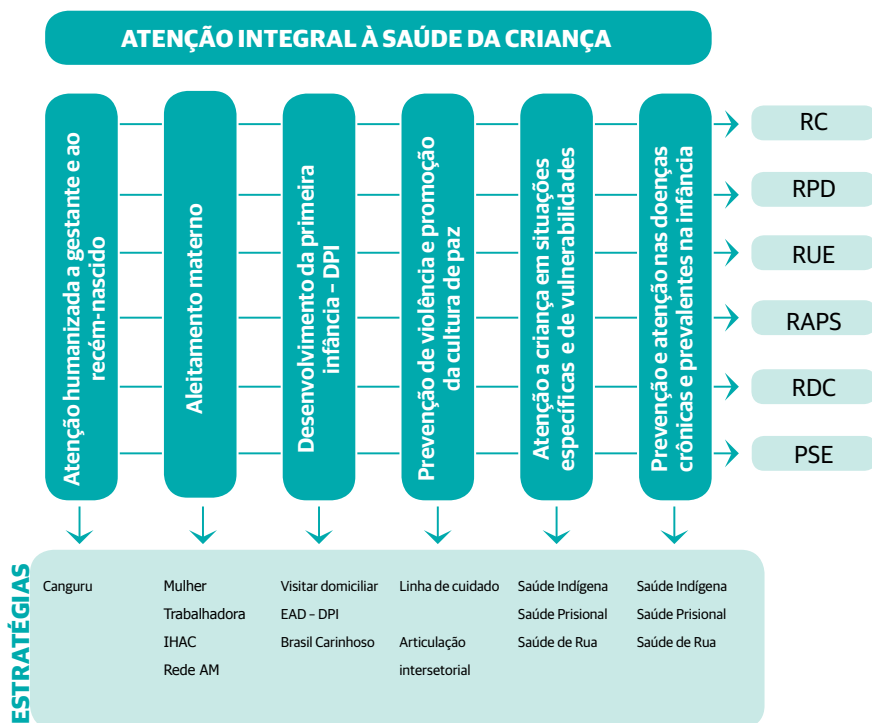 ATENÇÃO INTEGRAL À SAÚDE DA CRIANÇA
Atenção humanizada a gestante e ao
recém-nascido
Aleitamento materno
Desenvolvimento da primeira
infância – DPI
Prevenção de violência e promoção
da cultura de paz
Atenção a criança em situações
específicas e de vulnerabilidades
Prevenção e atenção nas doenças
crônicas e prevalentes na infância
RC
RPD
RUE
RAPS
RDC
PSE
ESTRATÉGIAS
Canguru
Mulher
Trabalhadora
IHAC
Rede AM
Visitar domiciliar
EAD – DPI
Brasil Carinhoso
Linha de cuidado
Articulação
intersetorial
Saúde Indígena
Saúde Prisional
Saúde de Rua
Saúde Indígena
Saúde Prisional
Saúde de Rua